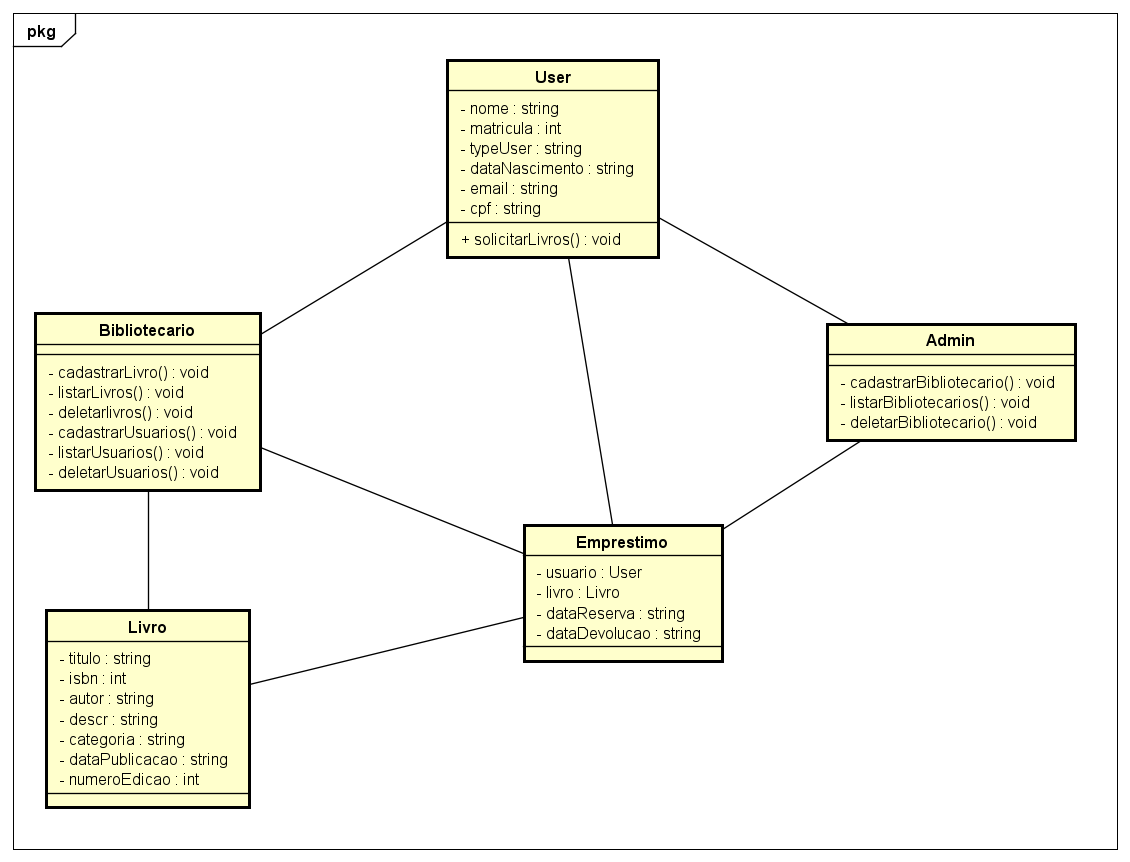 pkg
User
- nome : string
- matricula : int
- typeUser : string
- dataNascimento : string
- email : string
- cpf : string
+ solicitarLivros() : void
Bibliotecario
- cadastrarLivro() : void
- listarLivros() : void
- deletarlivros() : void
- cadastrarUsuarios() : void
- listarUsuarios() : void
- deletarUsuarios() : void
Admin
- cadastrarBibliotecario() : void
- listarBibliotecarios() : void
- deletarBibliotecario() : void
Emprestimo
- usuario : User
- livro : Livro
- dataReserva : string
- dataDevolucao : string
Livro
- titulo : string
- isbn : int
- autor : string
- descr : string
- categoria : string
- dataPublicacao : string
- numeroEdicao : int